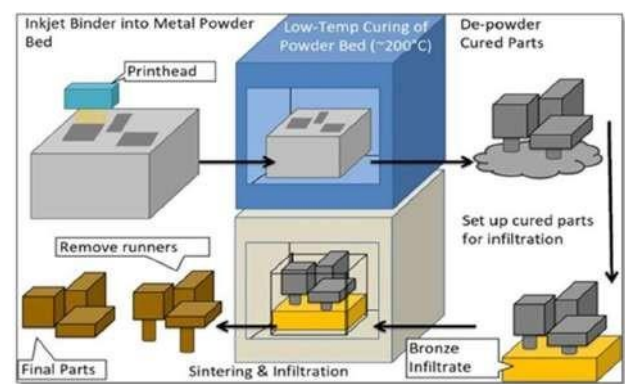 Inkjet Binder into Metal Powder
Bed
Low-Temp Curing of
Powder Bed (~200°C)
De-powder
Cured Parts
Printhead
Set up cured parts
for infiltration
Remove runners
Bronze
Infiltrate
Final Parts
Sintering & Infiltration